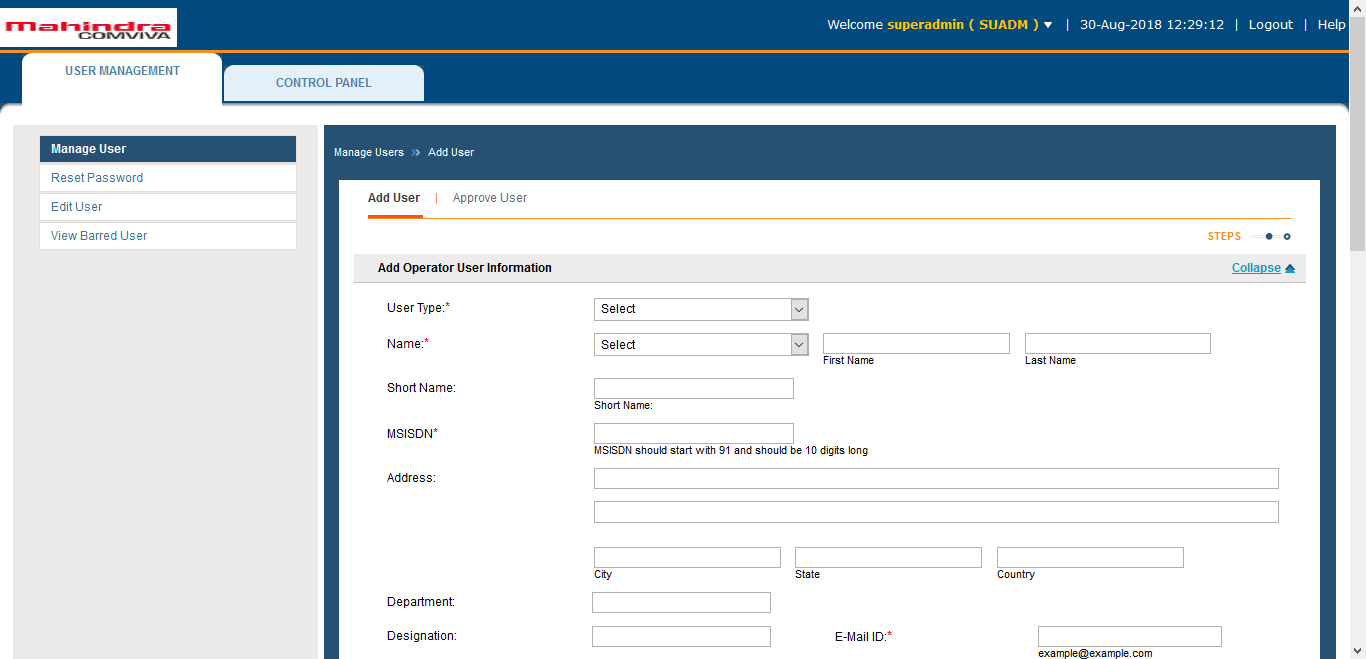 mahindra
COMVIVA
Welcome superadmin ( SUADM ) | 30-Aug-2018 12:29:12 | Logout | Help
USER MANAGEMENT
CONTROL PANEL
Manage User
Reset Password
Edit User
View Barred User
Manage Users » Add User
Add User | Approve User
STEPS
Add Operator User Information Collapse
User Type:* Select
Name:* Select
First Name Last Name
Short Name:
Short Name:
MSISDN*
MSISDN should start with 91 and should be 10 digits long
Address:
City State Country
Department:
Designation: E-Mail ID:*
example@example.com